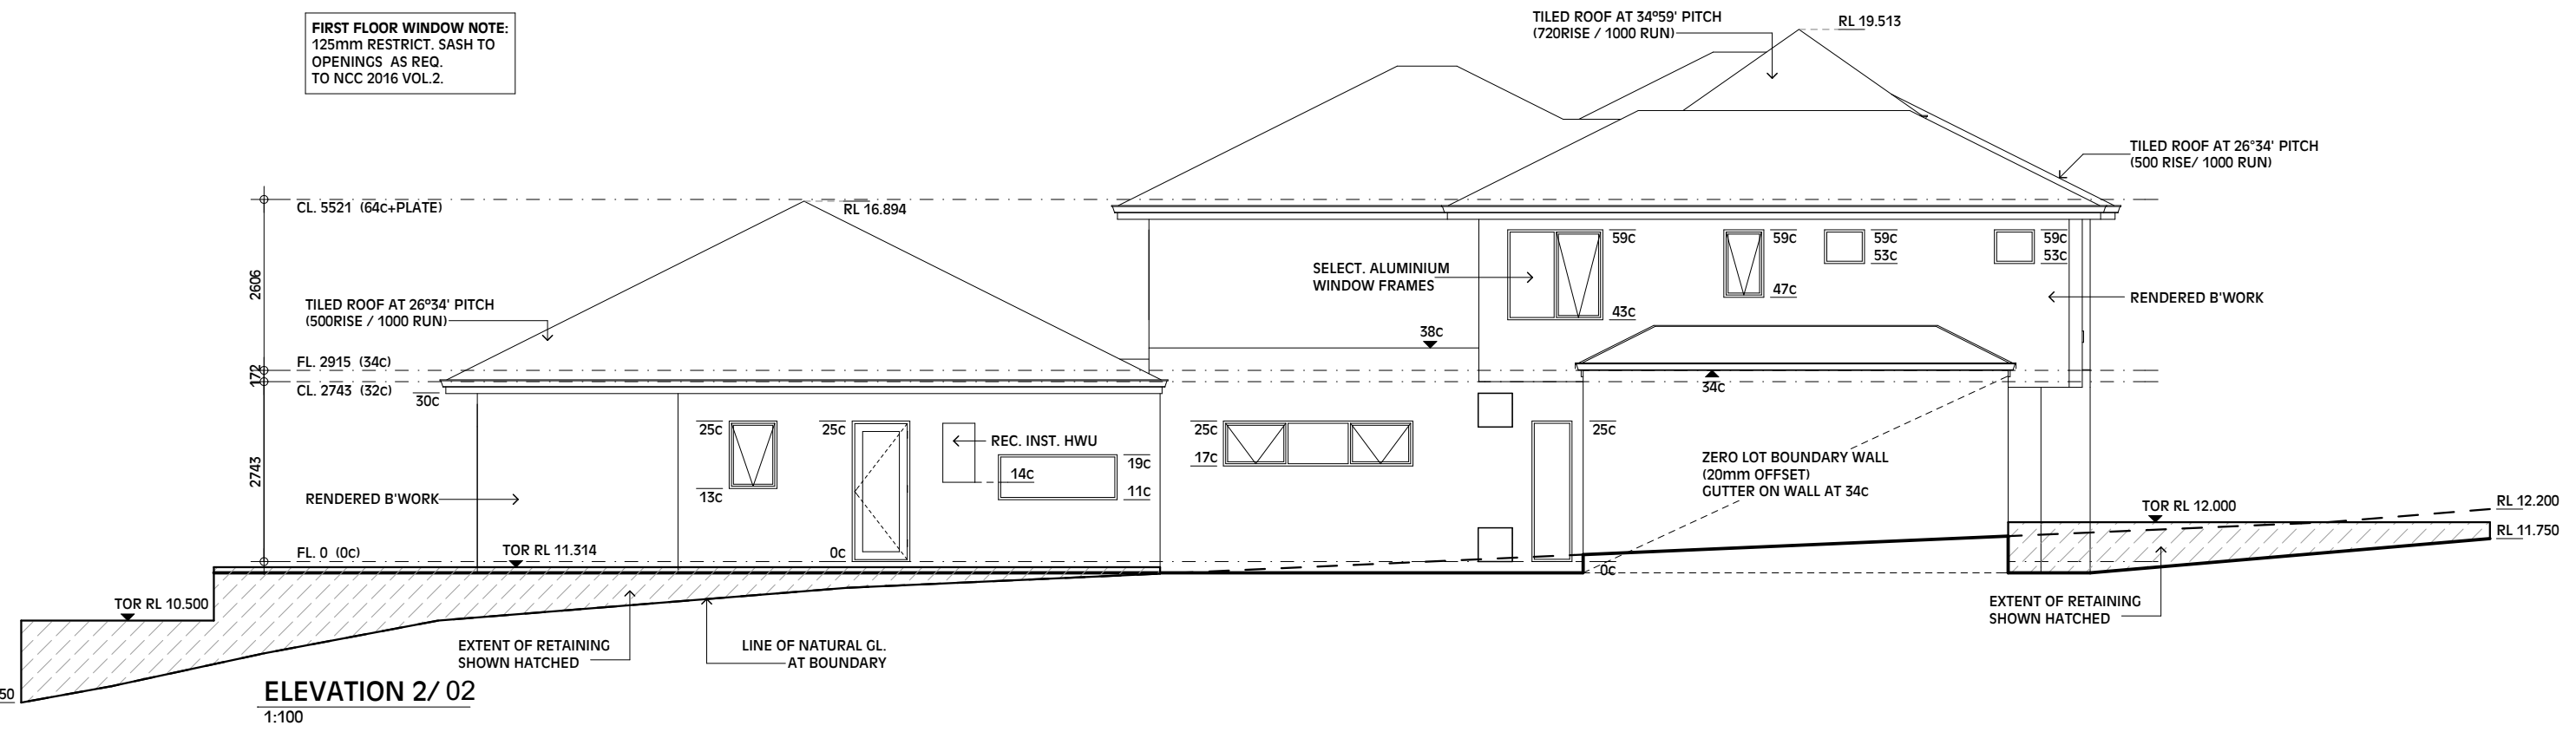 FIRST FLOOR WINDOW NOTE:
125mm RESTRICT. SASH TO
OPENINGS AS REQ.
TO NCC 2016 VOL.2.
TILED ROOF AT 34º59' PITCH
(720RISE / 1000 RUN)
RL 19.513
TILED ROOF AT 26°34' PITCH
(500 RISE/ 1000 RUN)
CL. 5521 (64c+PLATE)
RL 16.894
2606
TILED ROOF AT 26º34' PITCH
(500RISE / 1000 RUN)
SELECT. ALUMINIUM
WINDOW FRAMES
59c
43c
59c
47c
59c
53c
59c
53c
RENDERED B'WORK
38c
FL. 2915 (34c)
172
CL. 2743 (32c)
30c
34c
2743
25c
13c
25c
0c
REC. INST. HWU
14c
19c
11c
25c
17c
25c
0c
ZERO LOT BOUNDARY WALL
(20mm OFFSET)
GUTTER ON WALL AT 34c
RENDERED B'WORK
FL. 0 (0c)
TOR RL 11.314
TOR RL 12.000
RL 12.200
RL 11.750
TOR RL 10.500
EXTENT OF RETAINING
SHOWN HATCHED
LINE OF NATURAL GL.
AT BOUNDARY
EXTENT OF RETAINING
SHOWN HATCHED
50
ELEVATION 2/ 02
1:100